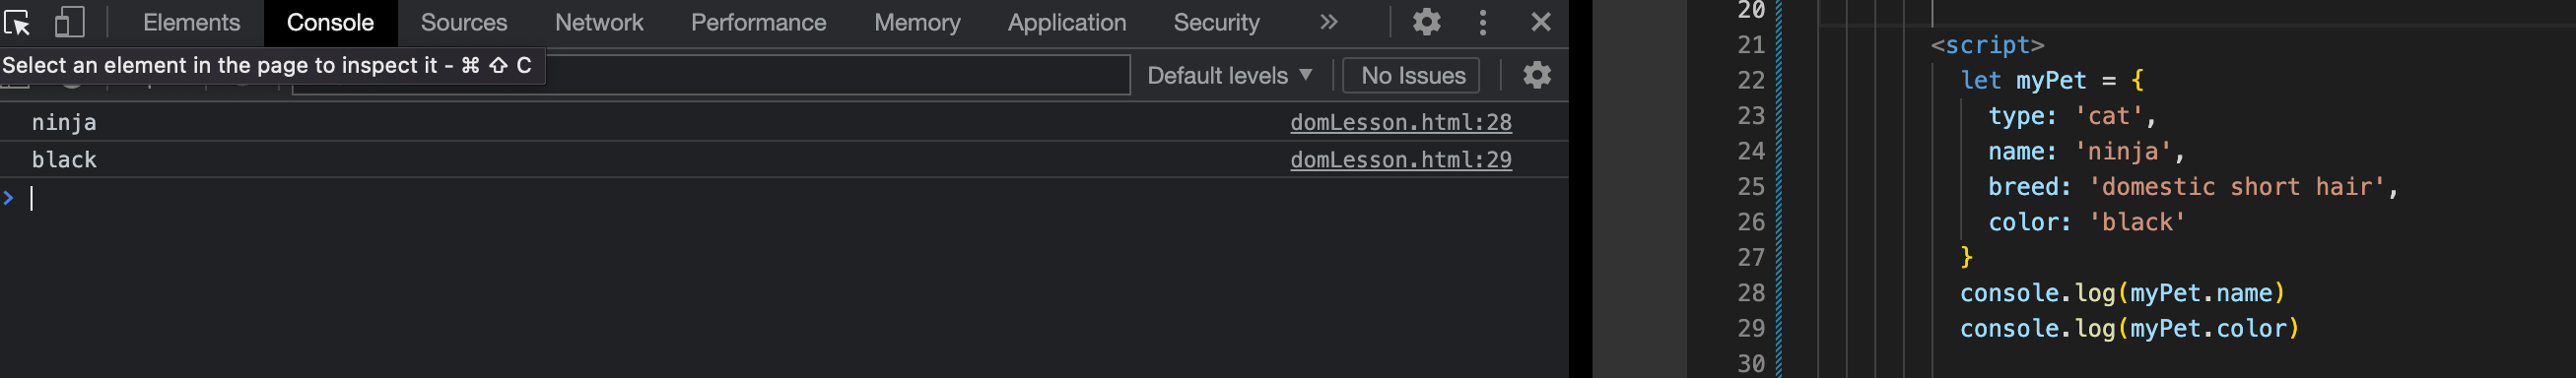 Elements Console Sources Network Performance Memory Application Security »
Select an element in the page to inspect it - ⌘ ⇧ C
Default levels ▼ No Issues
ninja domLesson.html:28
black domLesson.html:29
>
20
21 <script>
22 let myPet = {
23 type: 'cat',
24 name: 'ninja',
25 breed: 'domestic short hair',
26 color: 'black'
27 }
28 console.log(myPet.name)
29 console.log(myPet.color)
30